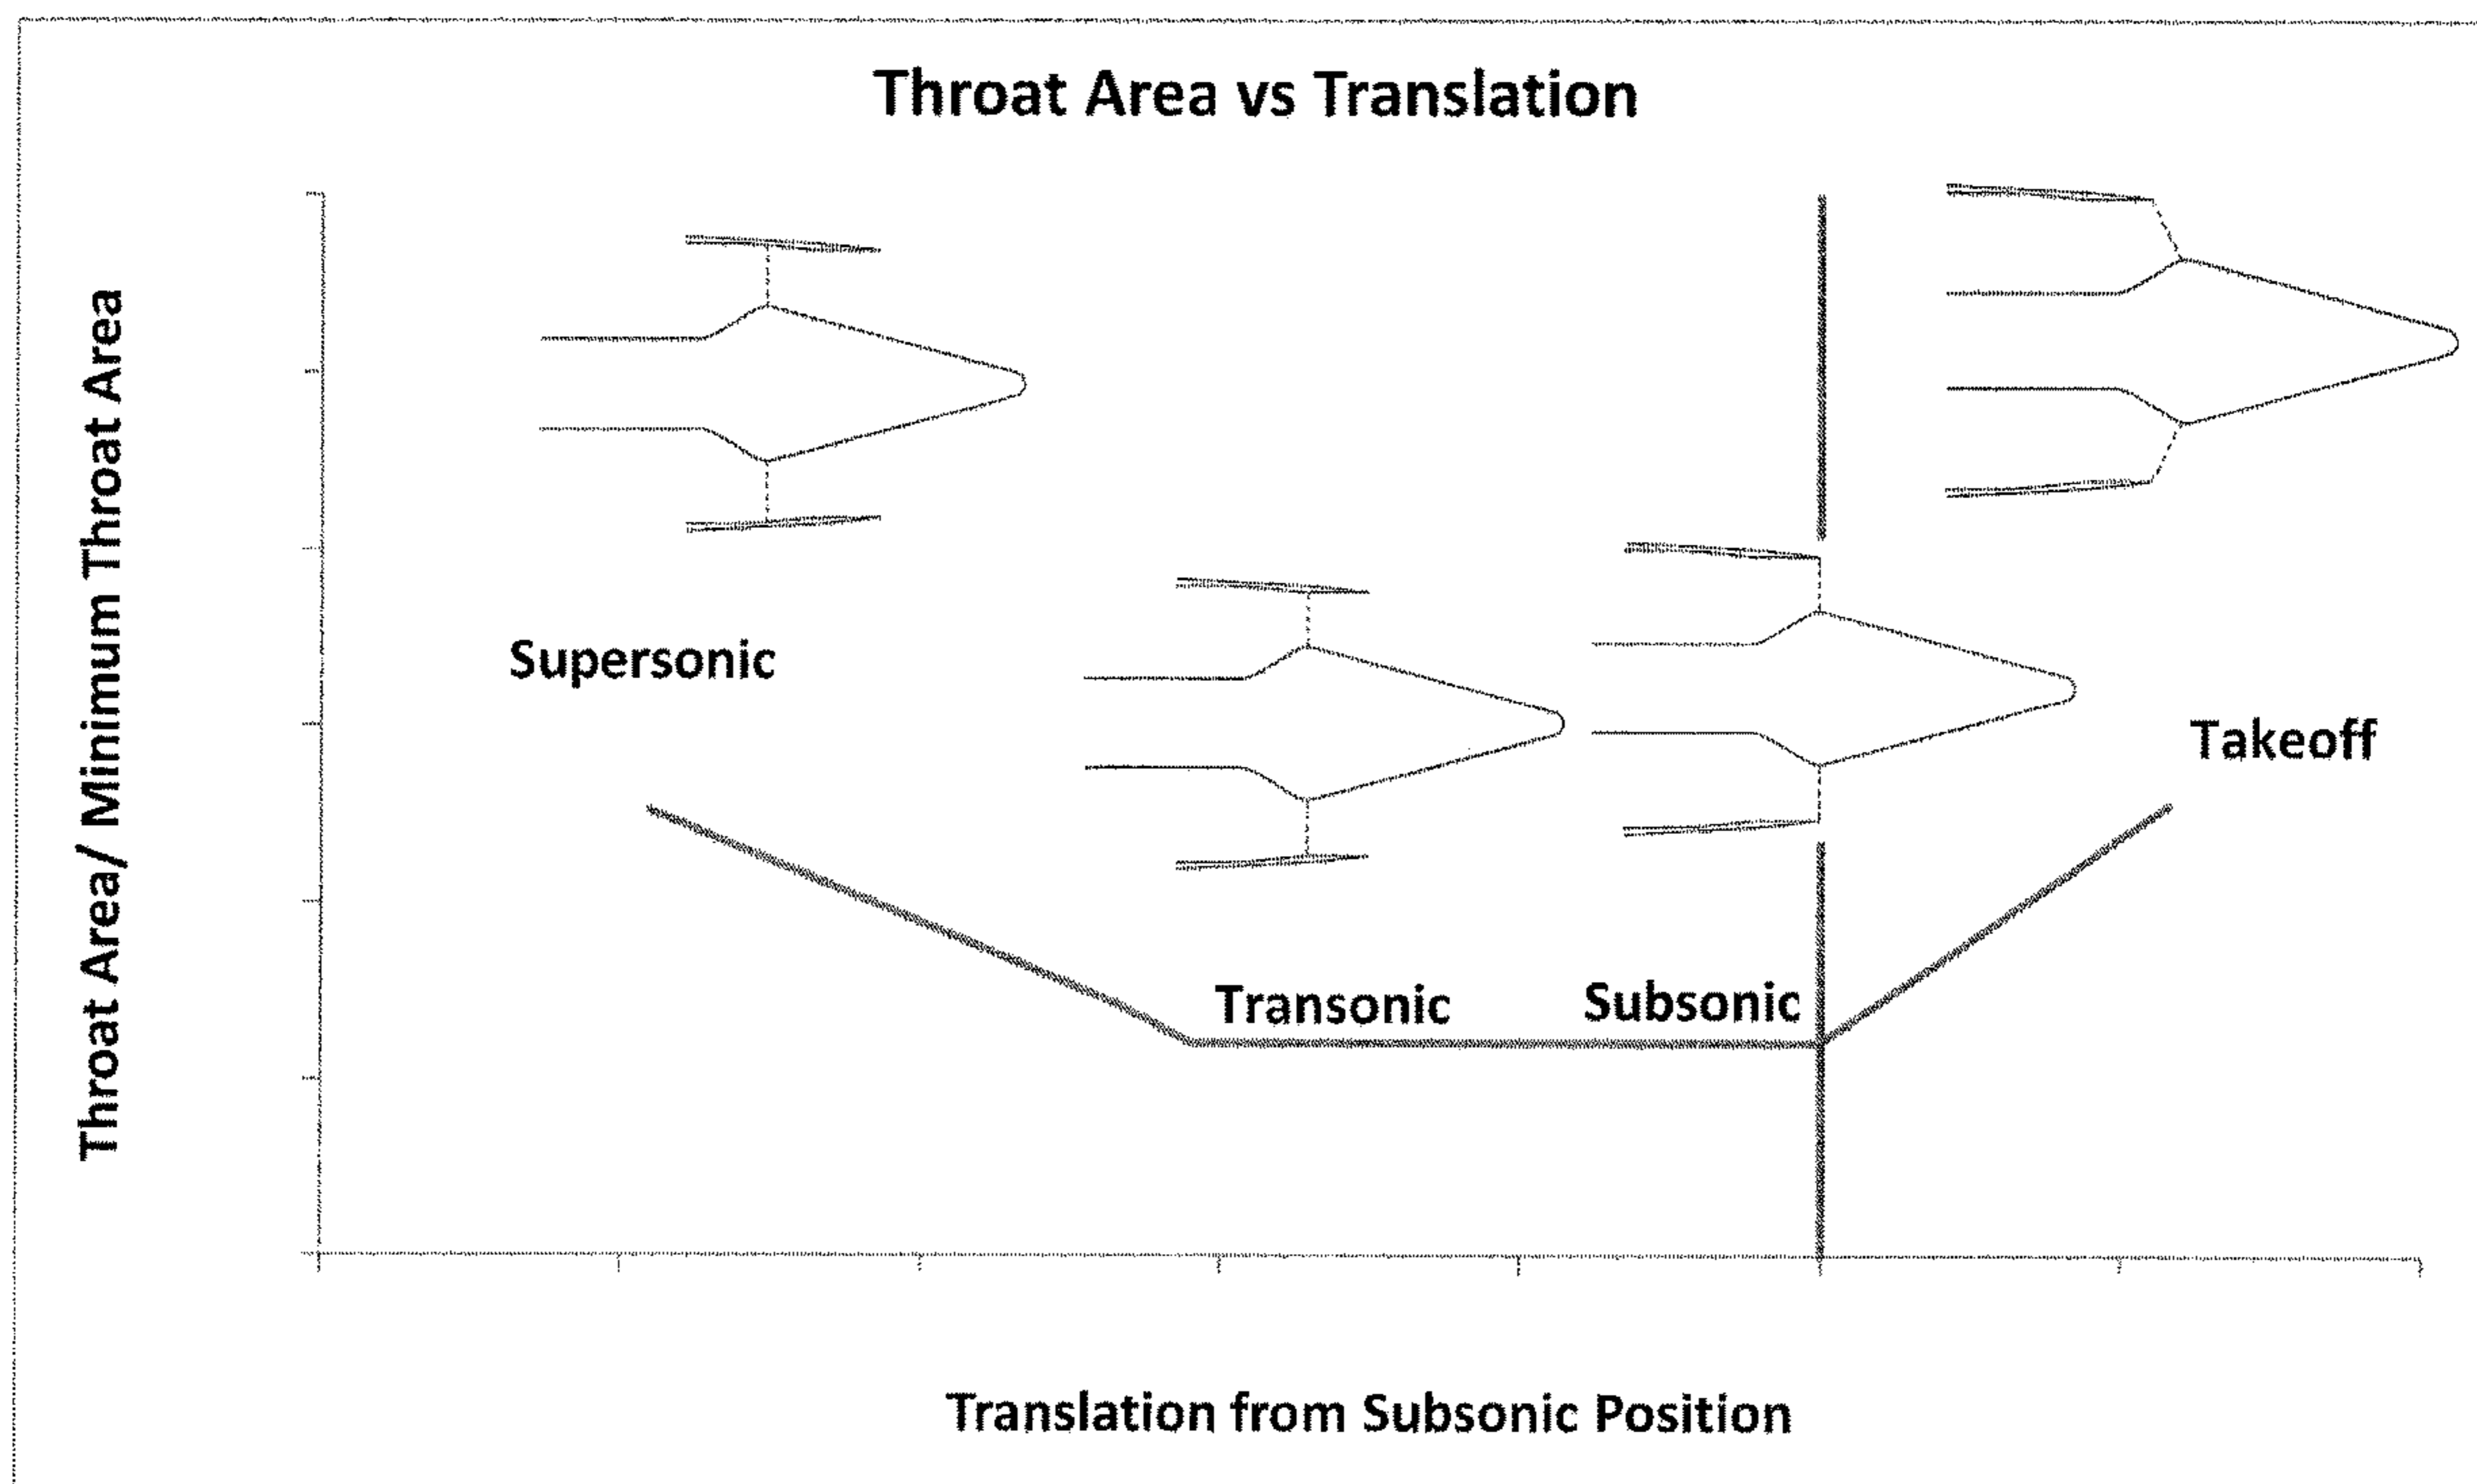 Throat Area vs Translation
Throat Area/ Minimum Throat Area
Supersonic
Takeoff
Transonic
Subsonic
Translation from Subsonic Position